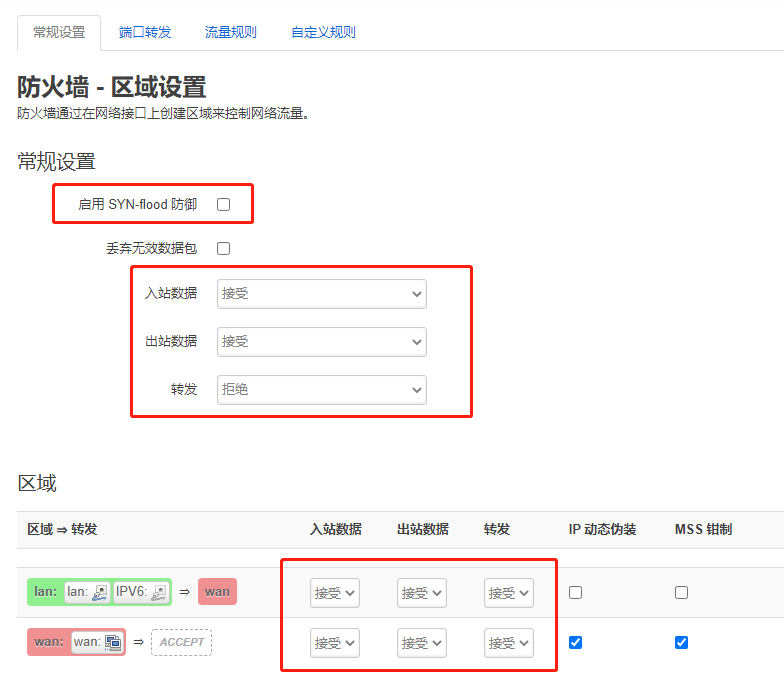 常规设置 端口转发 流量规则 自定义规则
防火墙 - 区域设置
防火墙通过在网络接口上创建区域来控制网络流量。
常规设置
启用 SYN-flood 防御
丢弃无效数据包
入站数据 接受
出站数据 接受
转发 拒绝
区域
区域 ⇒ 转发 入站数据 出站数据 转发 IP 动态伪装 MSS 钳制
lan: lan: IPV6: ⇒ wan 接受 接受 接受
wan: wan: ⇒ ACCEPT 接受 接受 接受